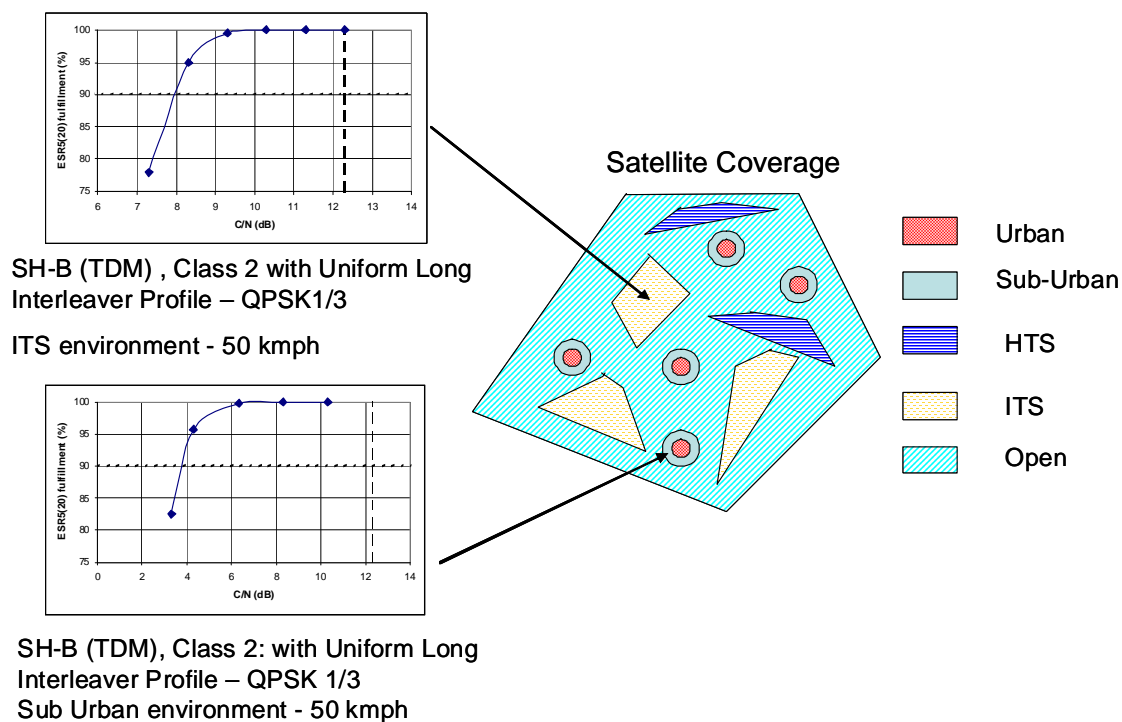 100
95
90
85
80
75
ESR5(20) fulfillment (%)
6 7 8 9 10 11 12 13 14
C/N (dB)
SH-B (TDM) , Class 2 with Uniform Long
Interleaver Profile – QPSK1/3
ITS environment - 50 kmph
100
95
90
85
80
75
ESR5(20) fulfillment (%)
0 2 4 6 8 10 12 14
C/N (dB)
SH-B (TDM), Class 2: with Uniform Long
Interleaver Profile – QPSK 1/3
Sub Urban environment - 50 kmph
Satellite Coverage
Urban
Sub-Urban
HTS
ITS
Open